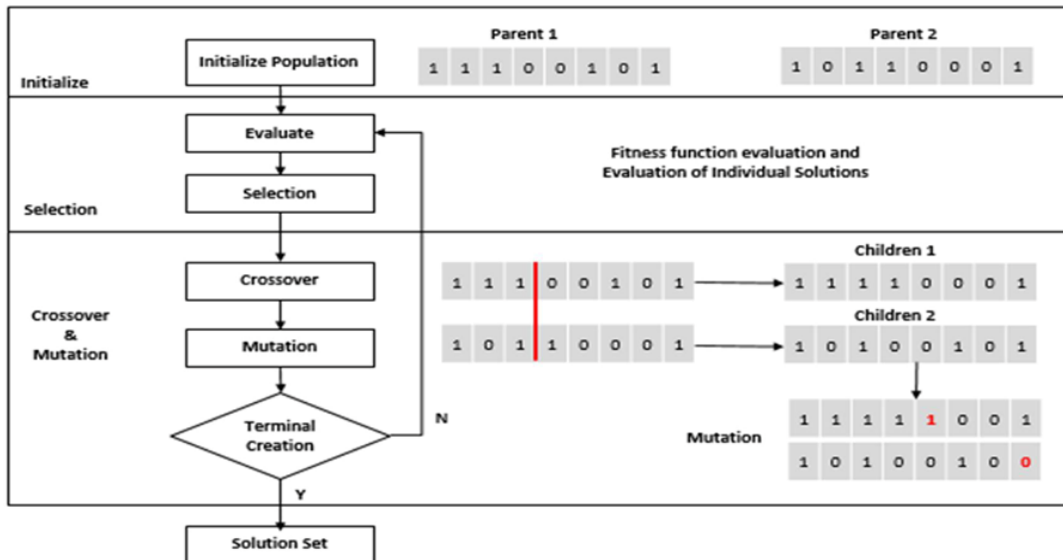 Parent 1
Parent 2
Initialize Population
1 1 1 0 0 1 0 1
1 0 1 1 0 0 0 1
Initialize
Evaluate
Fitness function evaluation and
Evaluation of Individual Solutions
Selection
Selection
Children 1
Crossover
1 1 1 0 0 1 0 1
1 1 1 1 0 0 0 1
Children 2
Crossover
&
Mutation
Mutation
1 0 1 1 0 0 0 1
1 0 1 0 0 1 0 1
Terminal
Creation
N
Mutation
1 1 1 1 1 0 0 1
1 0 1 0 0 1 0 0
Y
Solution Set